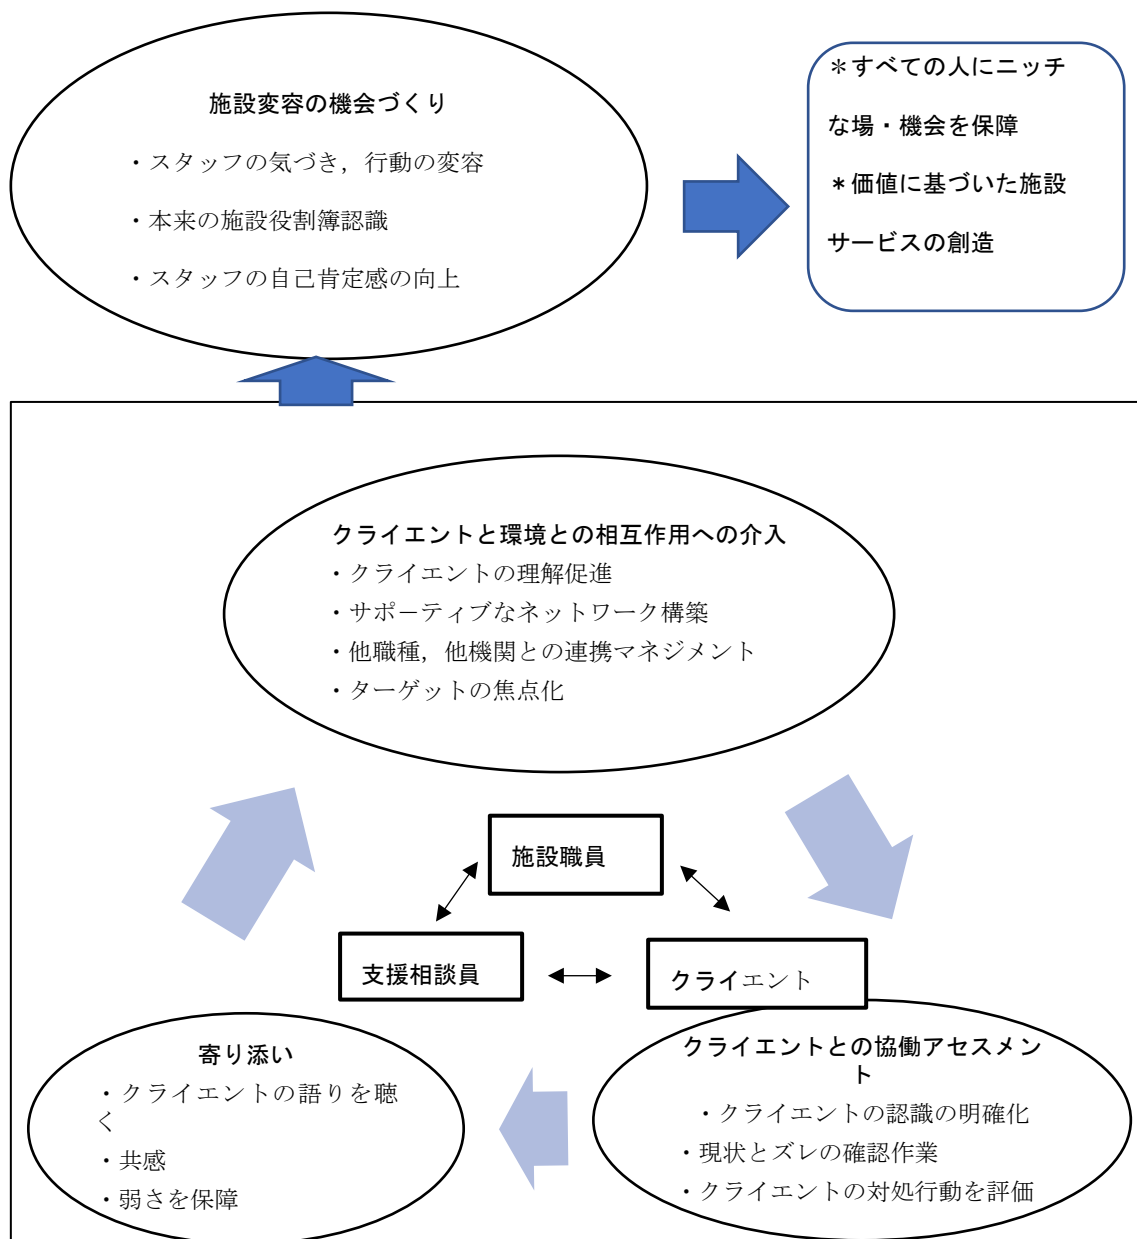 施設変容の機会づくり
・スタッフの気づき，行動の変容
・本来の施設役割簿認識
・スタッフの自己肯定感の向上
＊すべての人にニッチ
な場・機会を保障
＊価値に基づいた施設
サービスの創造
クライエントと環境との相互作用への介入
・クライエントの理解促進
・サポ－ティブなネットワーク構築
・他職種，他機関との連携マネジメント
・ターゲットの焦点化
施設職員
支援相談員
クライエント
寄り添い
・クライエントの語りを聴
く
・共感
・弱さを保障
クライエントとの協働アセスメン
ト
・クライエントの認識の明確化
・現状とズレの確認作業
・クライエントの対処行動を評価